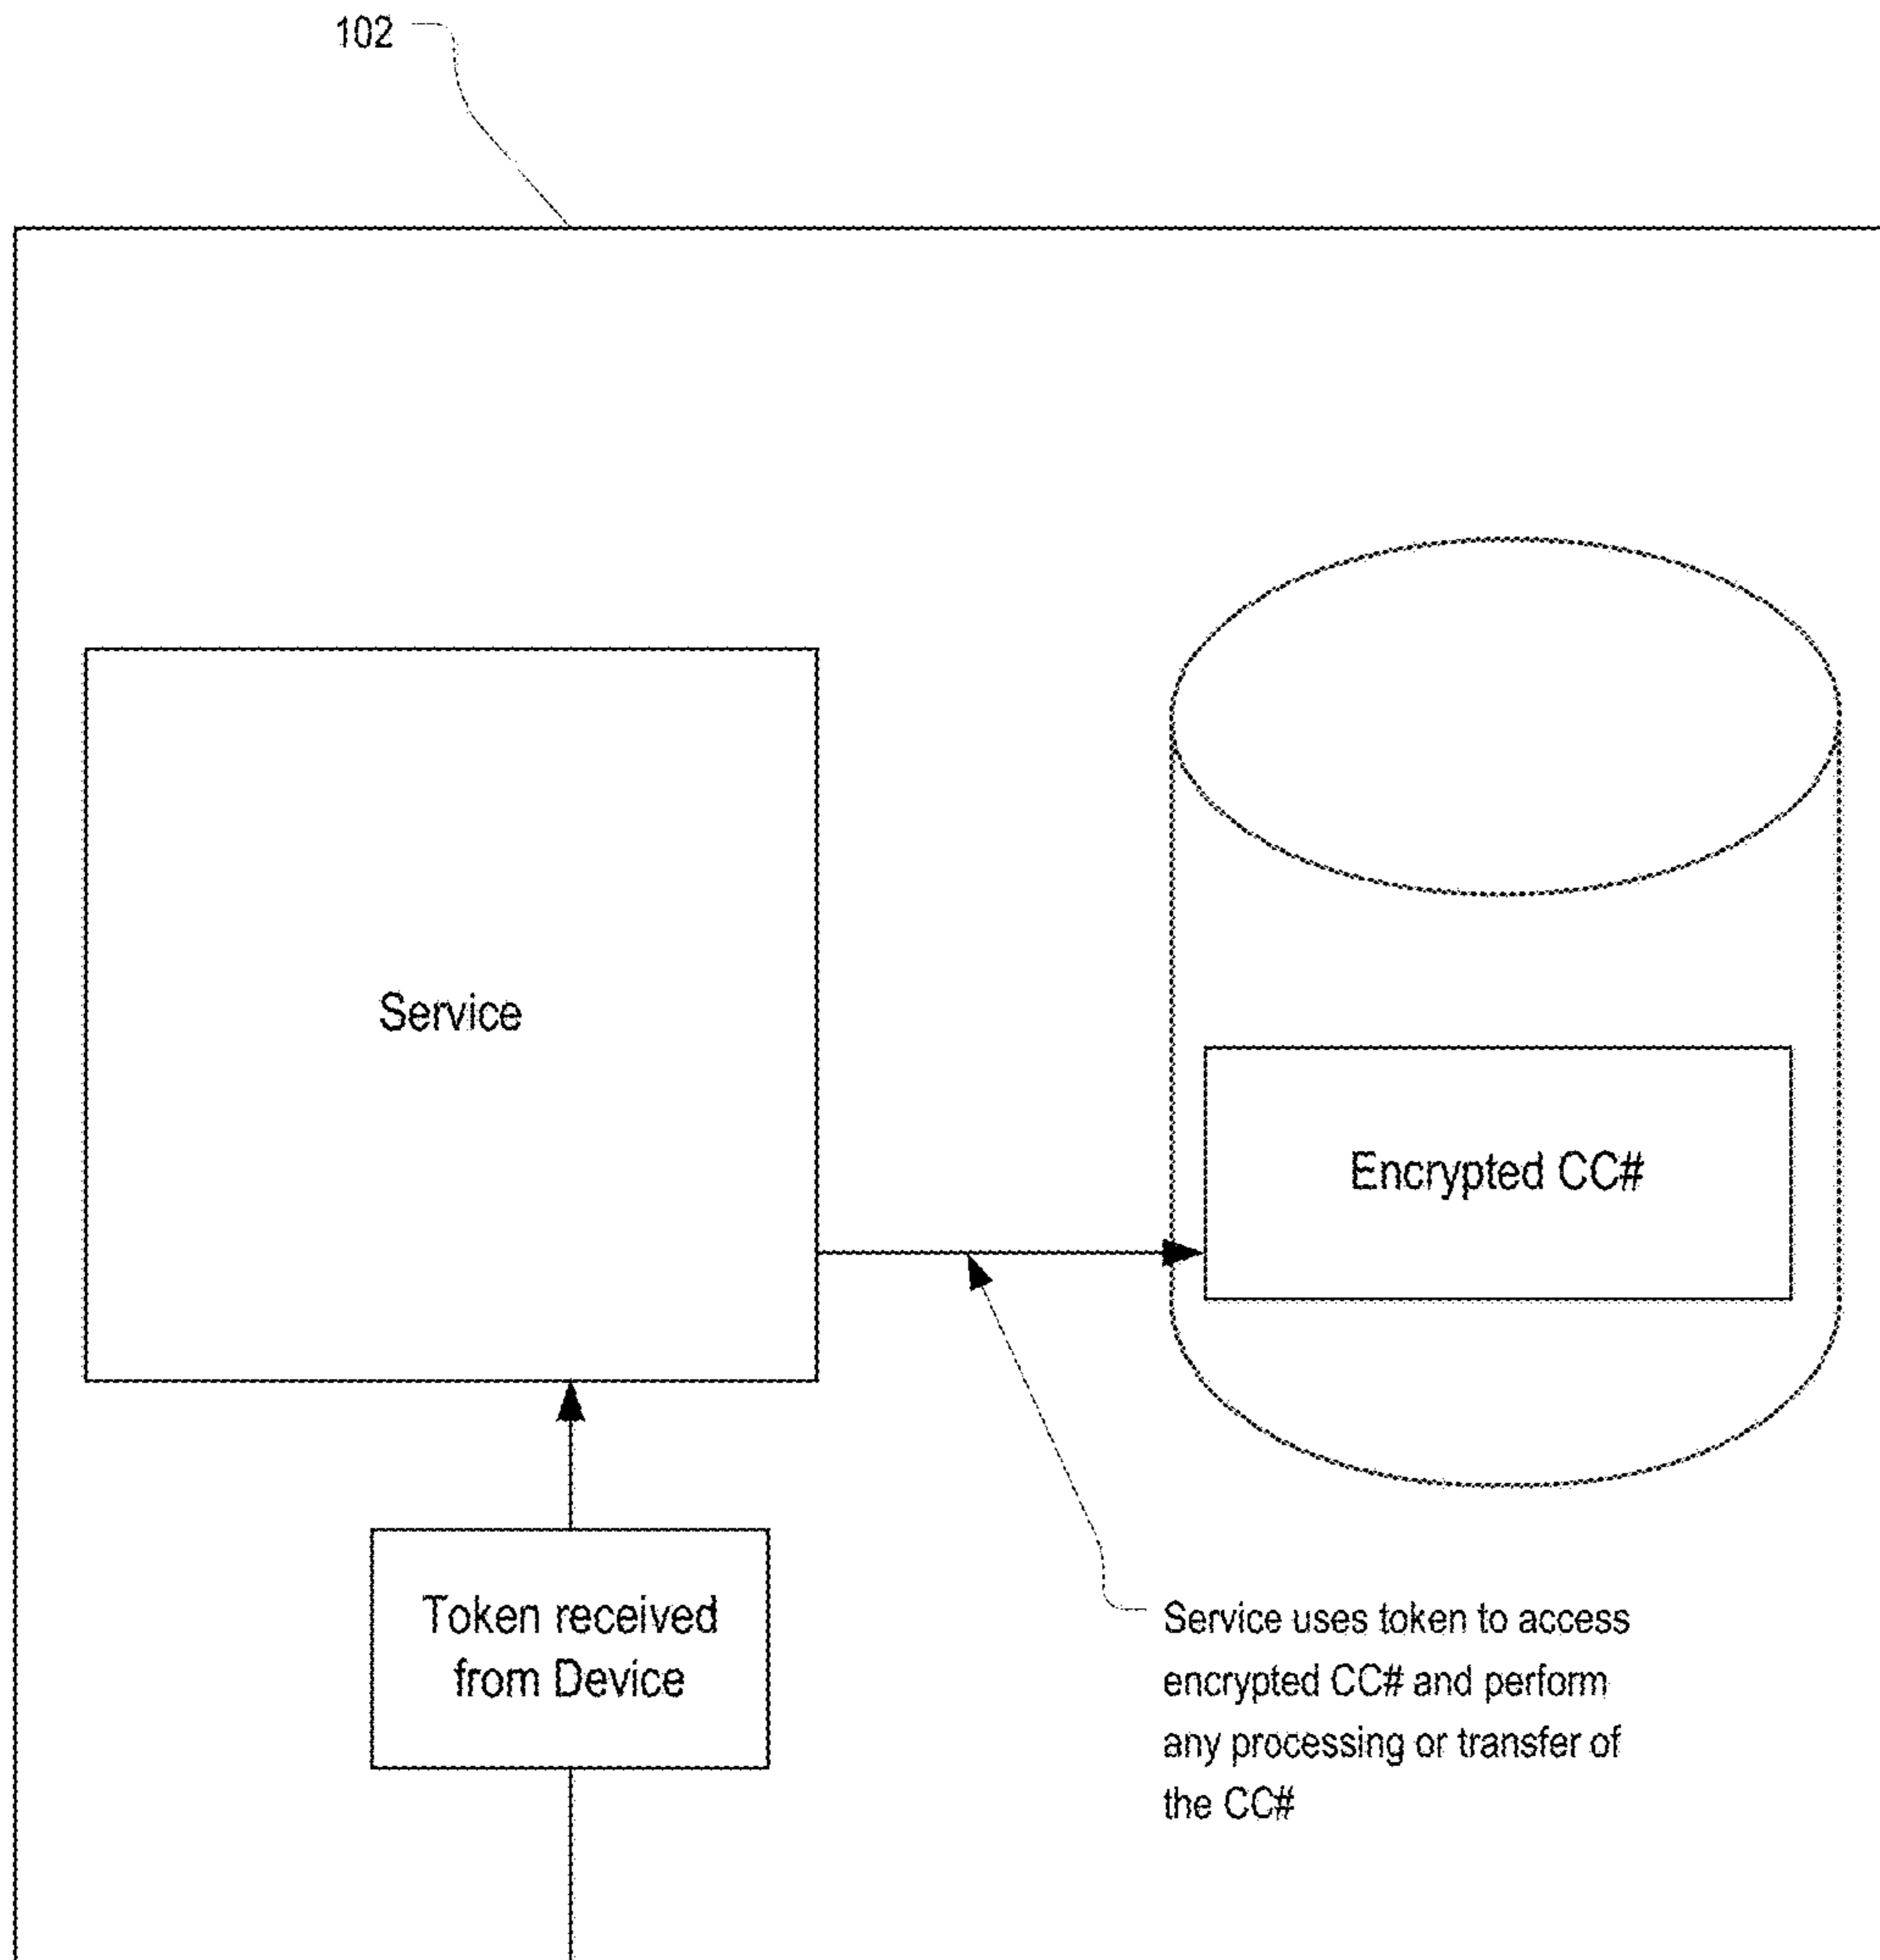 102
Service
Encrypted CC#
Token received
from Device
Service uses token to access
encrypted CC# and perform
any processing or transfer of
the CC#